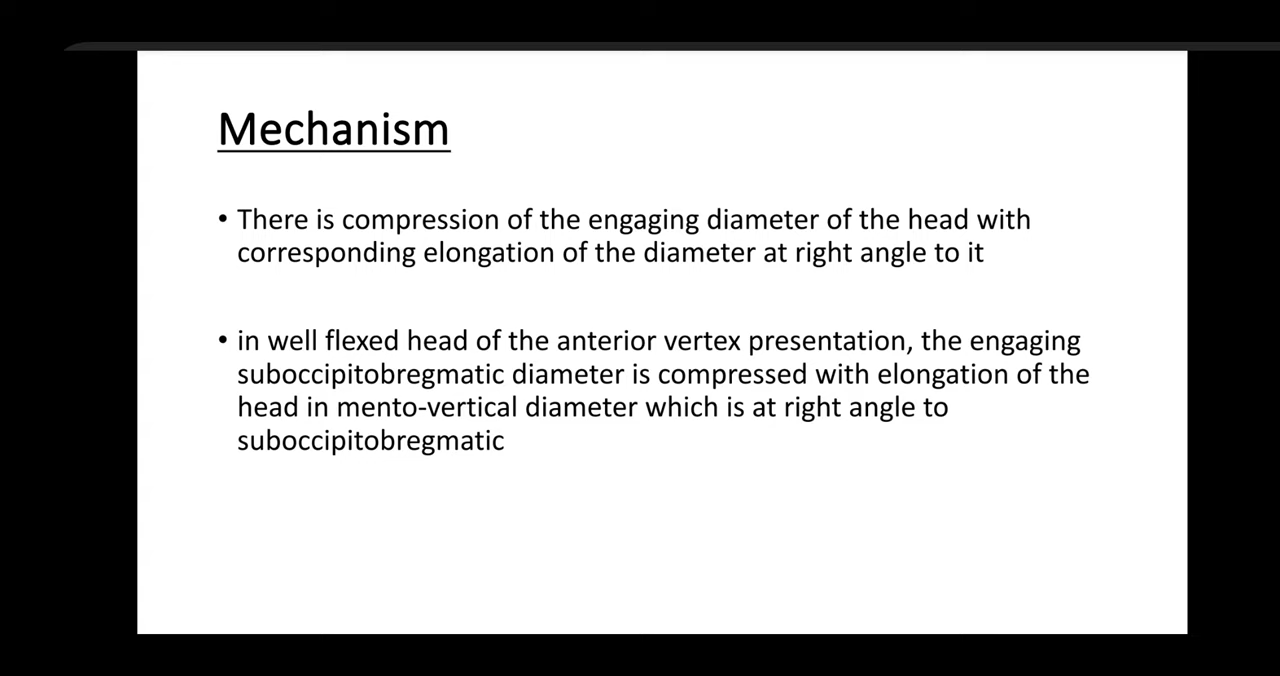 Mechanism
• There is compression of the engaging diameter of the head with
corresponding elongation of the diameter at right angle to it
• in well flexed head of the anterior vertex presentation, the engaging
suboccipitobregmatic diameter is compressed with elongation of the
head in mento-vertical diameter which is at right angle to
suboccipitobregmatic